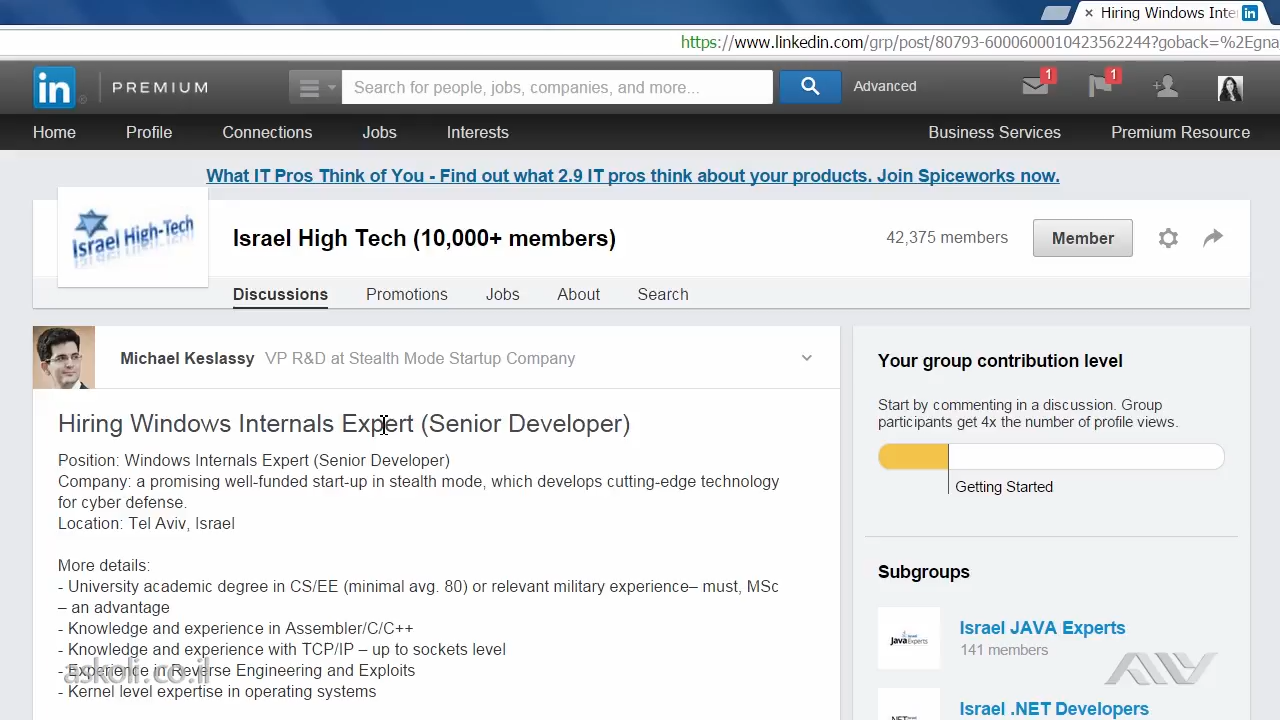 Hiring Windows Inte
https://www.linkedin.com/grp/post/80793-6000600010423562244?goback=%2Egna
in PREMIUM
Search for people, jobs, companies, and more...
Advanced
1
1
Home Profile Connections Jobs Interests Business Services Premium Resource
What IT Pros Think of You - Find out what 2.9 IT pros think about your products. Join Spiceworks now.
Israel High-Tech
Israel High Tech (10,000+ members)
42,375 members
Member
Discussions Promotions Jobs About Search
Michael Keslassy VP R&D at Stealth Mode Startup Company
Hiring Windows Internals Expert (Senior Developer)
Position: Windows Internals Expert (Senior Developer)
Company: a promising well-funded start-up in stealth mode, which develops cutting-edge technology
for cyber defense.
Location: Tel Aviv, Israel
More details:
- University academic degree in CS/EE (minimal avg. 80) or relevant military experience– must, MSc
– an advantage
- Knowledge and experience in Assembler/C/C++
- Knowledge and experience with TCP/IP – up to sockets level
- Experience in Reverse Engineering and Exploits
- Kernel level expertise in operating systems
askoli.co.il
Your group contribution level
Start by commenting in a discussion. Group
participants get 4x the number of profile views.
Getting Started
Subgroups
Java Experts
Israel JAVA Experts
141 members
.NET
Israel .NET Developers